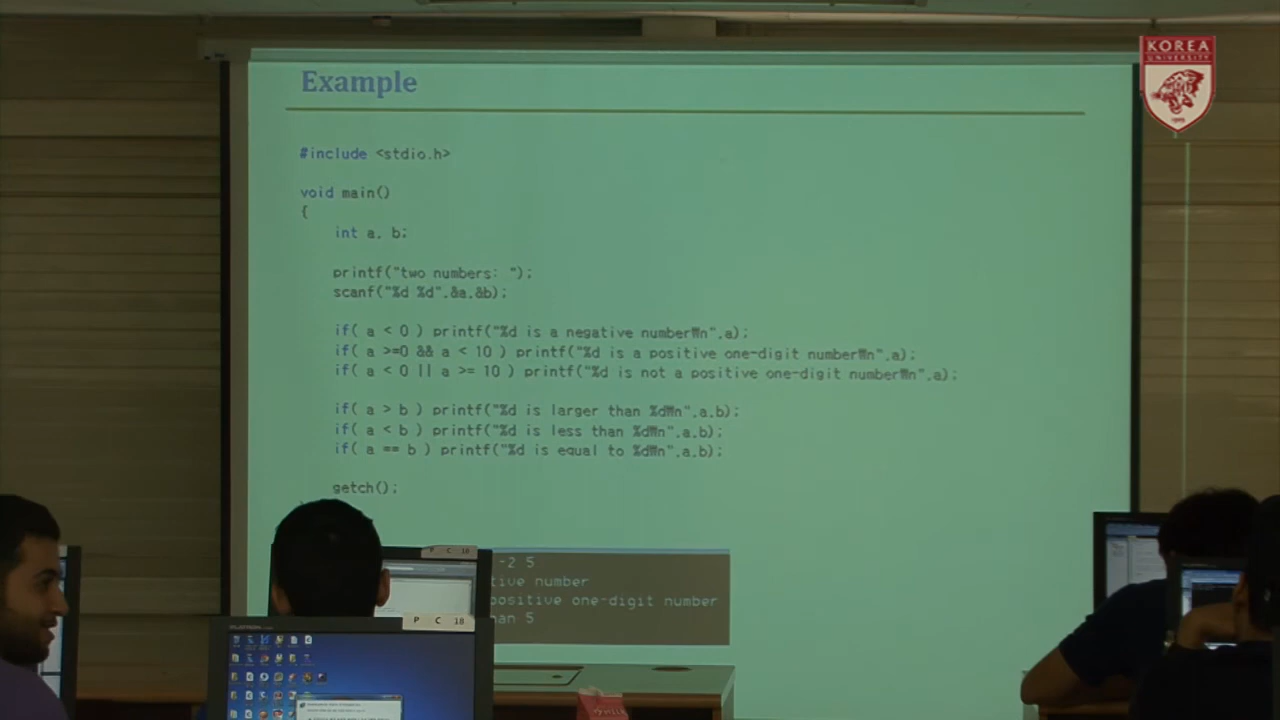 KOREA
UNIVERSITY
Example
#include <stdio.h>
void main()
{
int a, b;
printf("two numbers: ");
scanf("%d %d",&a,&b);
if( a < 0 ) printf("%d is a negative number₩n",a);
if( a >=0 && a < 10 ) printf("%d is a positive one-digit number₩n",a);
if( a < 0 || a >= 10 ) printf("%d is not a positive one-digit number₩n",a);
if( a > b ) printf("%d is larger than %d₩n",a,b);
if( a < b ) printf("%d is less than %d₩n",a,b);
if( a == b ) printf("%d is equal to %d₩n",a,b);
getch();
-2 5
tive number
positive one-digit number
han 5
P C 18
P C 18